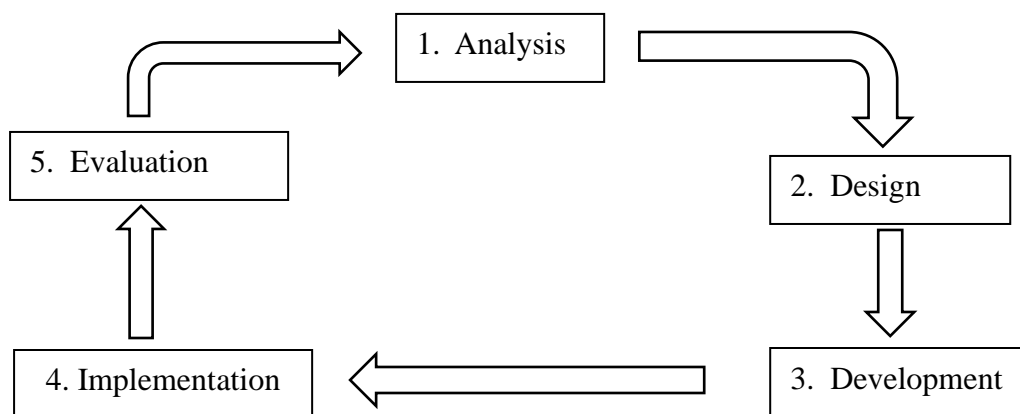 1.  Analysis
2.  Design
3.  Development
4. Implementation
5.  Evaluation